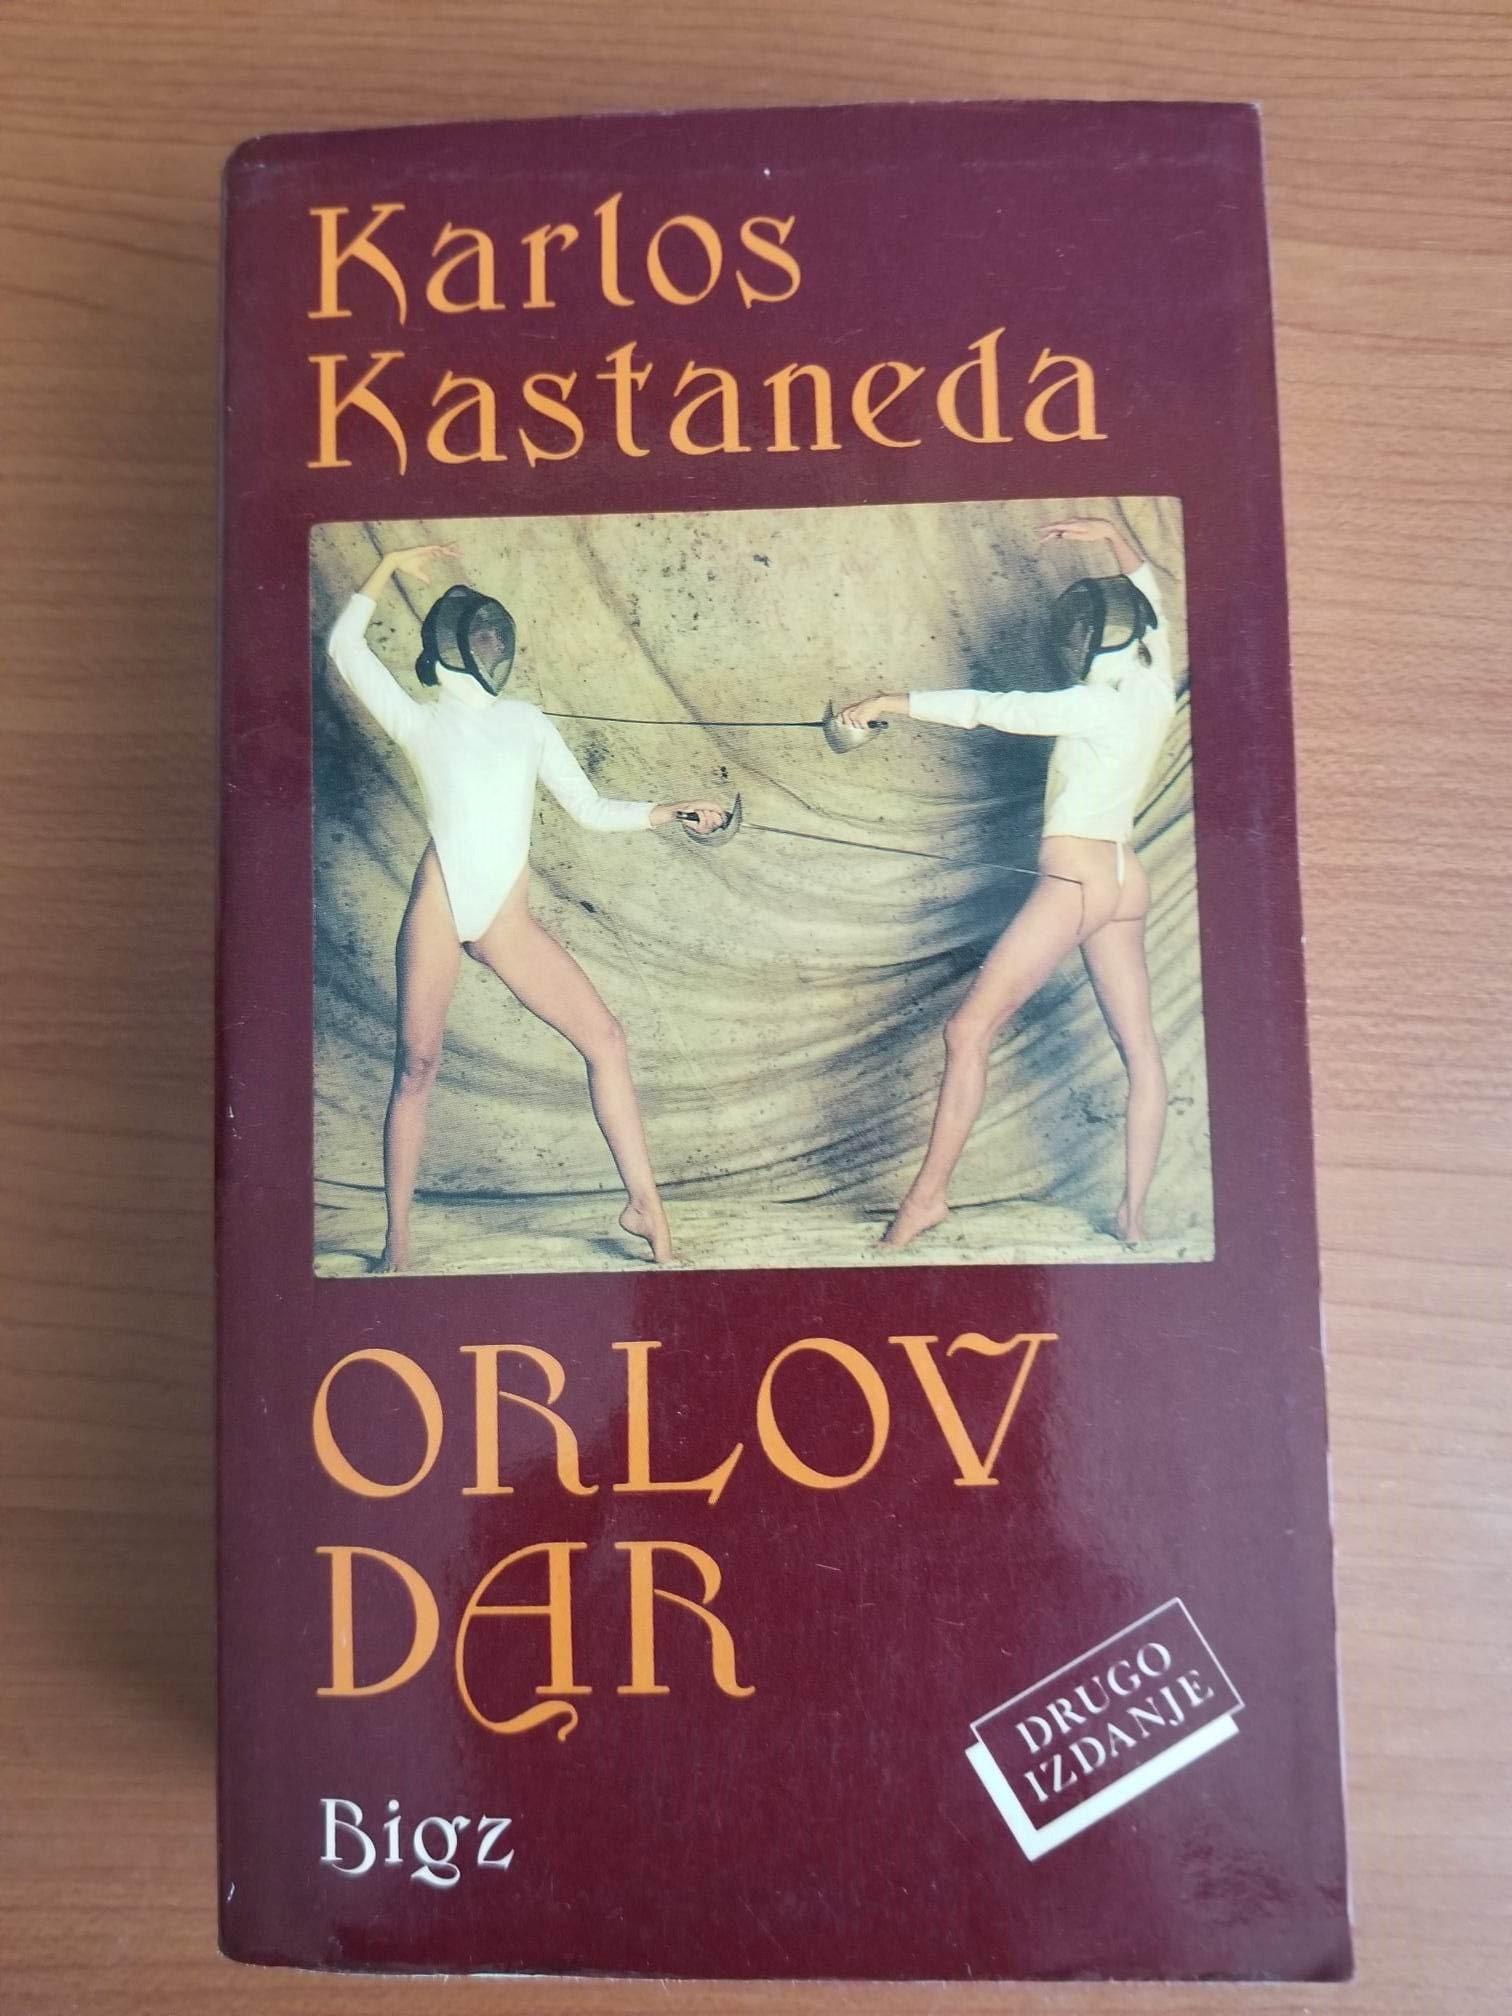 Karlos
Kastaneda
ORLOV
DAR
DRUGO
IZDANJE
Bigz